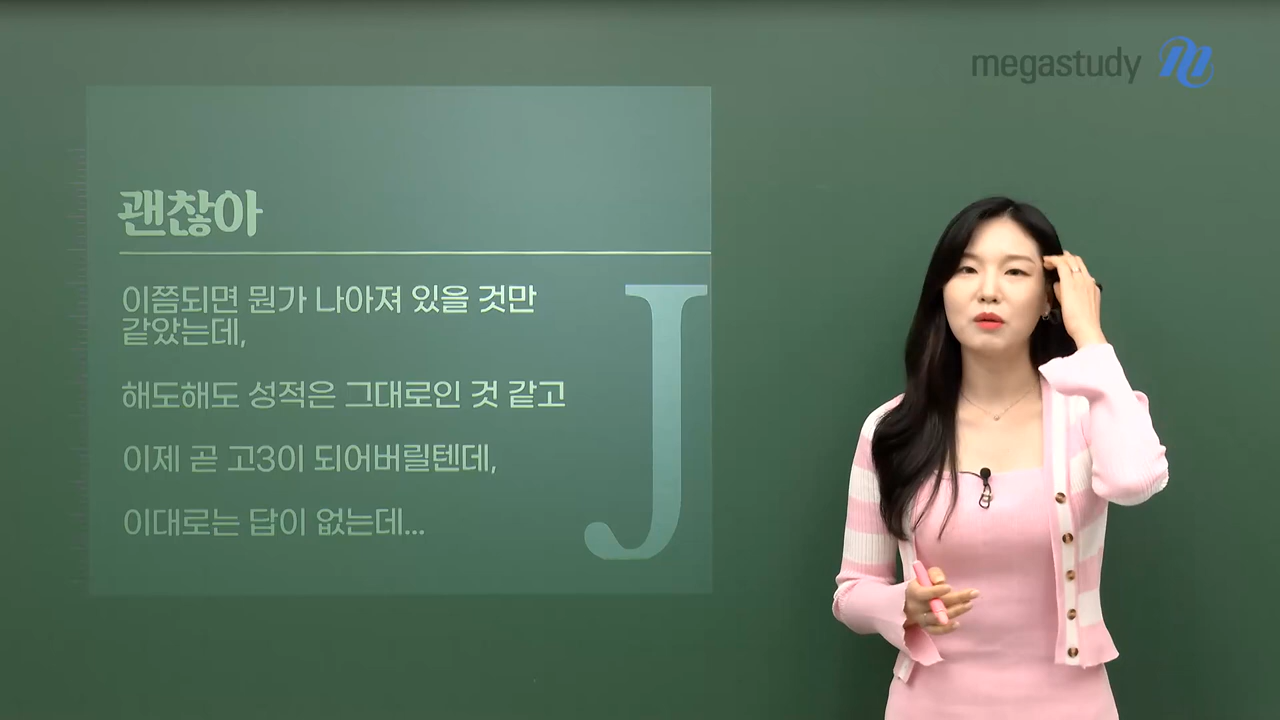 megastudy
괜찮아
이쯤되면 뭔가 나아져 있을 것만
같았는데,
해도해도 성적은 그대로인 것 같고
이제 곧 고3이 되어버릴텐데,
이대로는 답이 없는데...
J